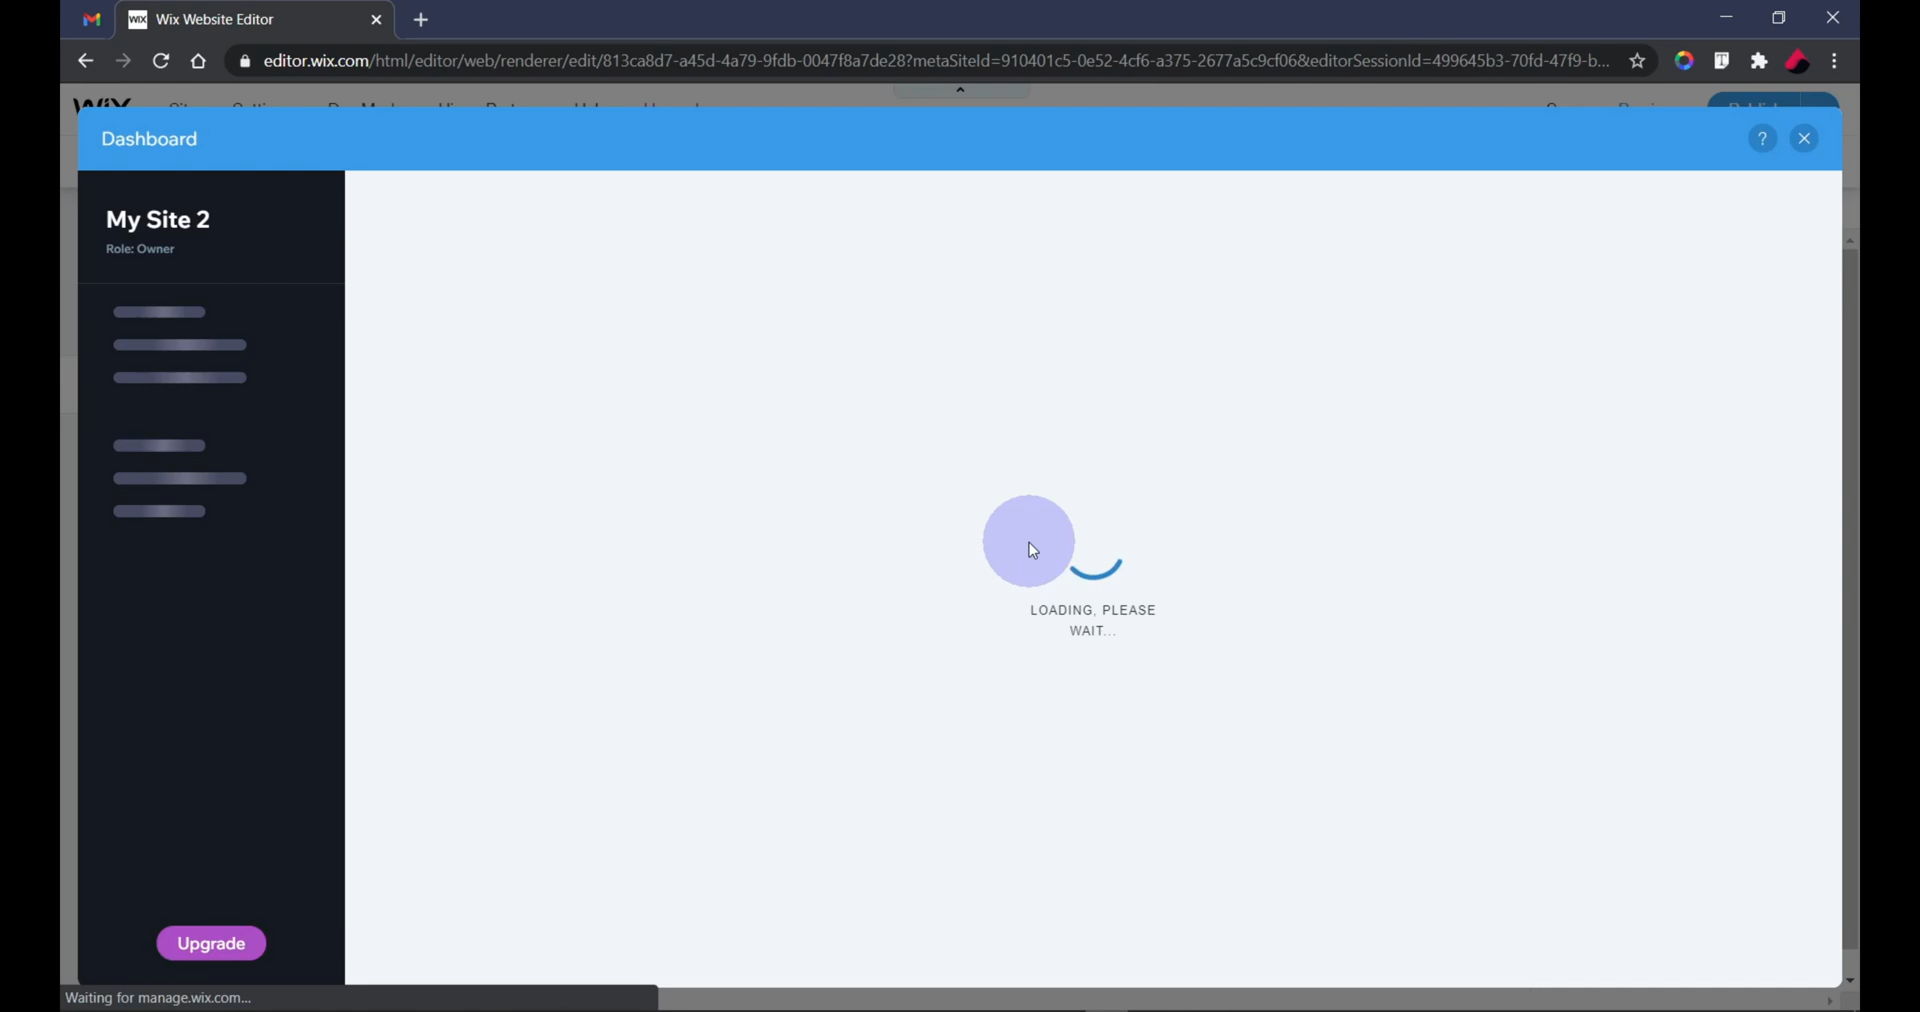 WIX Wix Website Editor
editor.wix.com/html/editor/web/renderer/edit/813ca8d7-a45d-4a79-9fdb-0047f8a7de28?metaSiteId=910401c5-0e52-4cf6-a375-2677a5c9cf06&editorSessionId=499645b3-70fd-47f9-b...
Dashboard
?
My Site 2
Role: Owner
LOADING, PLEASE
WAIT...
Upgrade
Waiting for manage.wix.com...